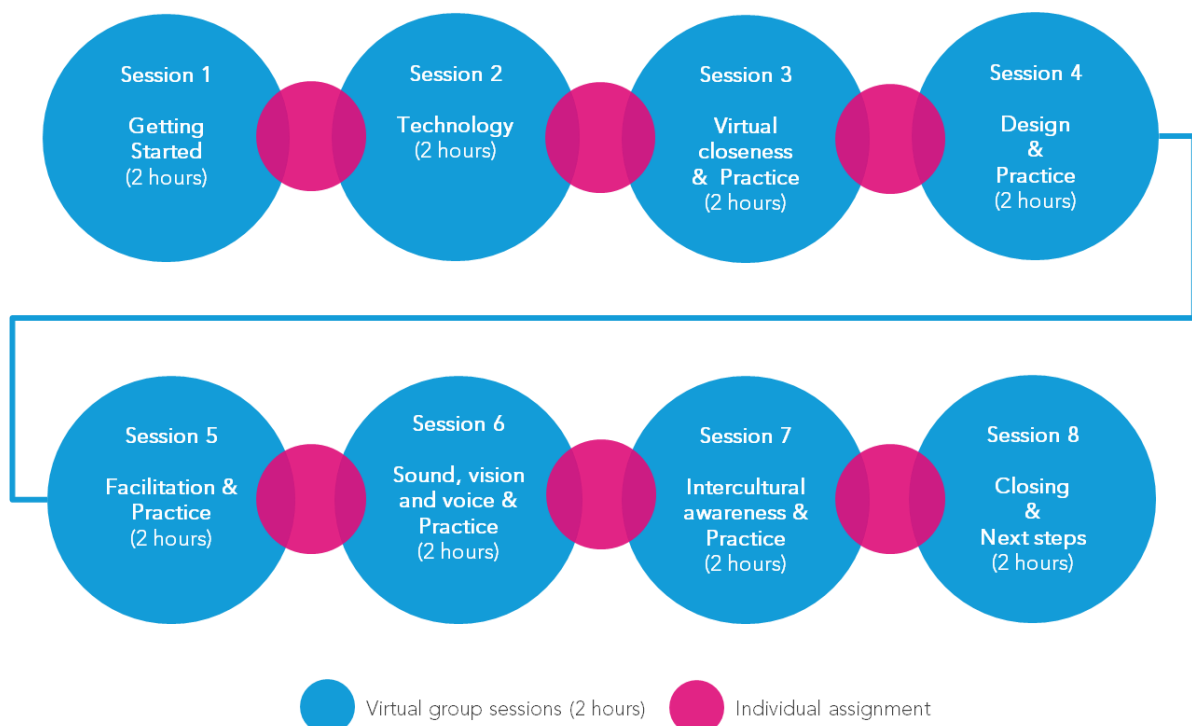 Session 1
Getting
Started
(2 hours)
Session 2
Technology
(2 hours)
Session 3
Virtual
closeness
& Practice
(2 hours)
Session 4
Design
&
Practice
(2 hours)
Session 5
Facilitation &
Practice
(2 hours)
Session 6
Sound, vision
and voice &
Practice
(2 hours)
Session 7
Intercultural
awareness &
Practice
(2 hours)
Session 8
Closing
&
Next steps
(2 hours)
Virtual group sessions (2 hours)
Individual assignment